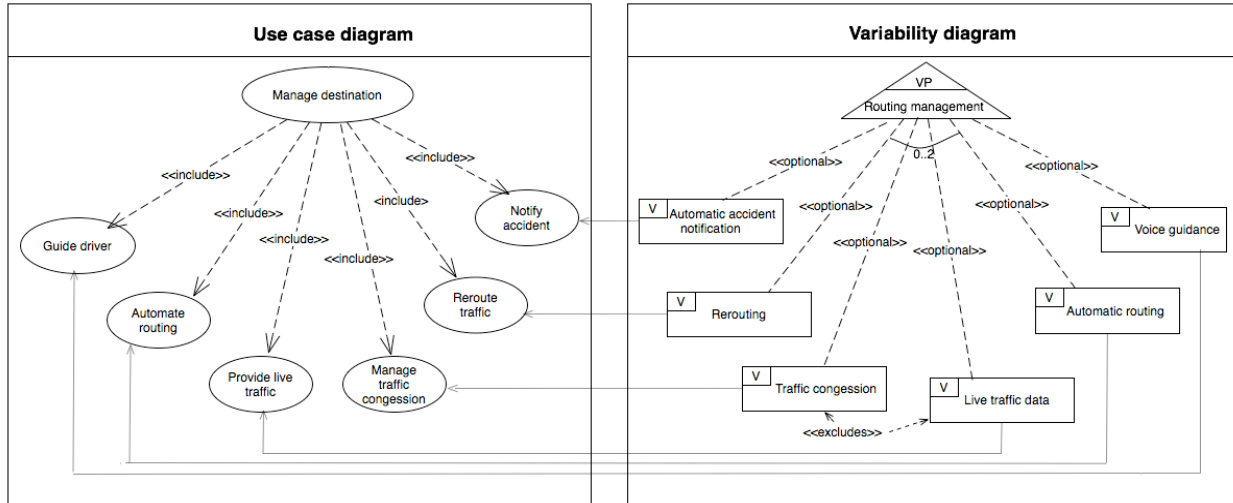 Use case diagram
Manage destination
<<include>>
<<include>>
<<include>>
<<include>>
<<include>
<<include>>
Guide driver
Automate
routing
Provide live
traffic
Manage
traffic
congession
Reroute
traffic
Notify
accident
Variability diagram
VP
Routing management
0..2
<<optional>>
<<optional>>
<<optional>>
<<optional>>
<<optional>>
<<optional>>
V
Automatic accident
notification
V
Voice guidance
V
Rerouting
V
Automatic routing
V
Traffic congession
V
Live traffic data
<<excludes>>